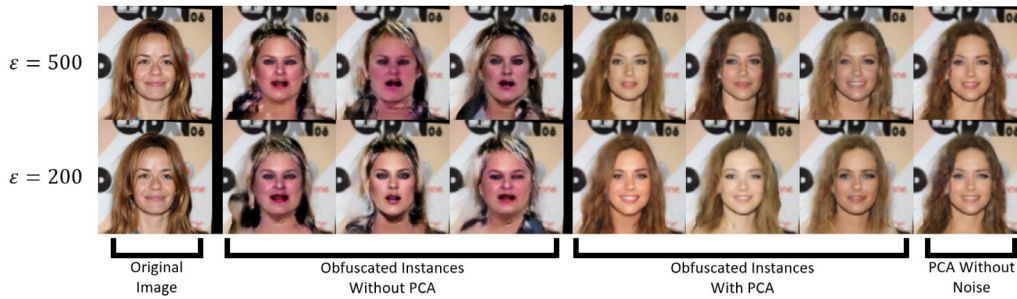 ε = 500
ε = 200
Original
Image
Obfuscated Instances
Without PCA
Obfuscated Instances
With PCA
PCA Without
Noise